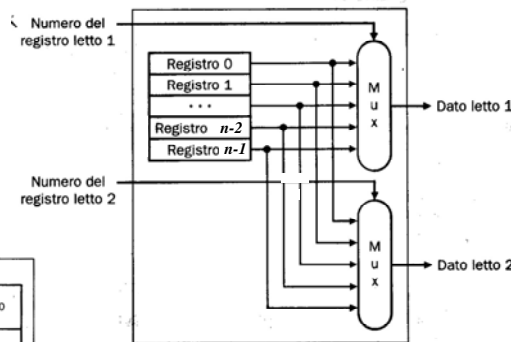 Numero del
registro letto 1
Registro 0
Registro 1
...
Registro n-2
Registro n-1
M
u
x
Dato letto 1
Numero del
registro letto 2
M
u
x
Dato letto 2
o